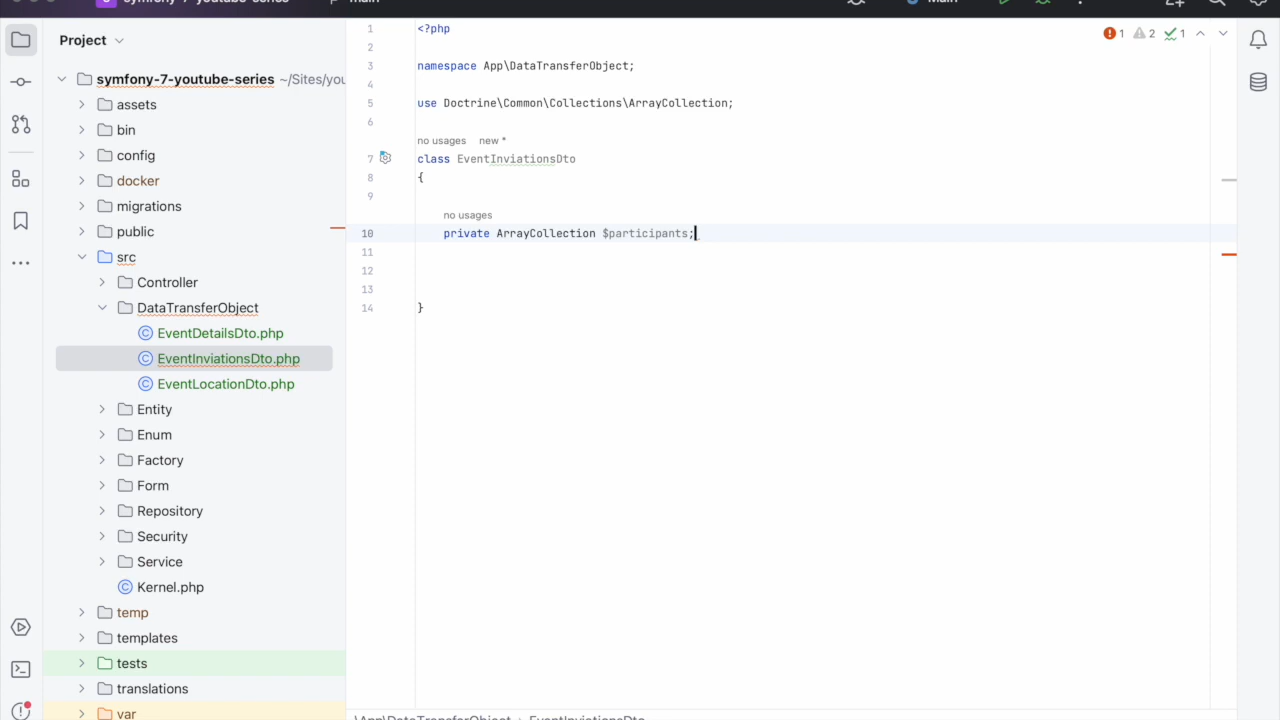 symfony-7-youtube-series main Main
Project
symfony-7-youtube-series ~/Sites/you
assets
bin
config
docker
migrations
public
src
Controller
DataTransferObject
EventDetailsDto.php
EventInviationsDto.php
EventLocationDto.php
Entity
Enum
Factory
Form
Repository
Security
Service
Kernel.php
temp
templates
tests
translations
var
1 <?php
2
3 namespace App\DataTransferObject;
4
5 use Doctrine\Common\Collections\ArrayCollection;
6
no usages new *
7 class EventInviationsDto
8 {
9
no usages
10 private ArrayCollection $participants;
11
12
13
14 }
1 2 1
\App\DataTransferObject › EventInviationsDto